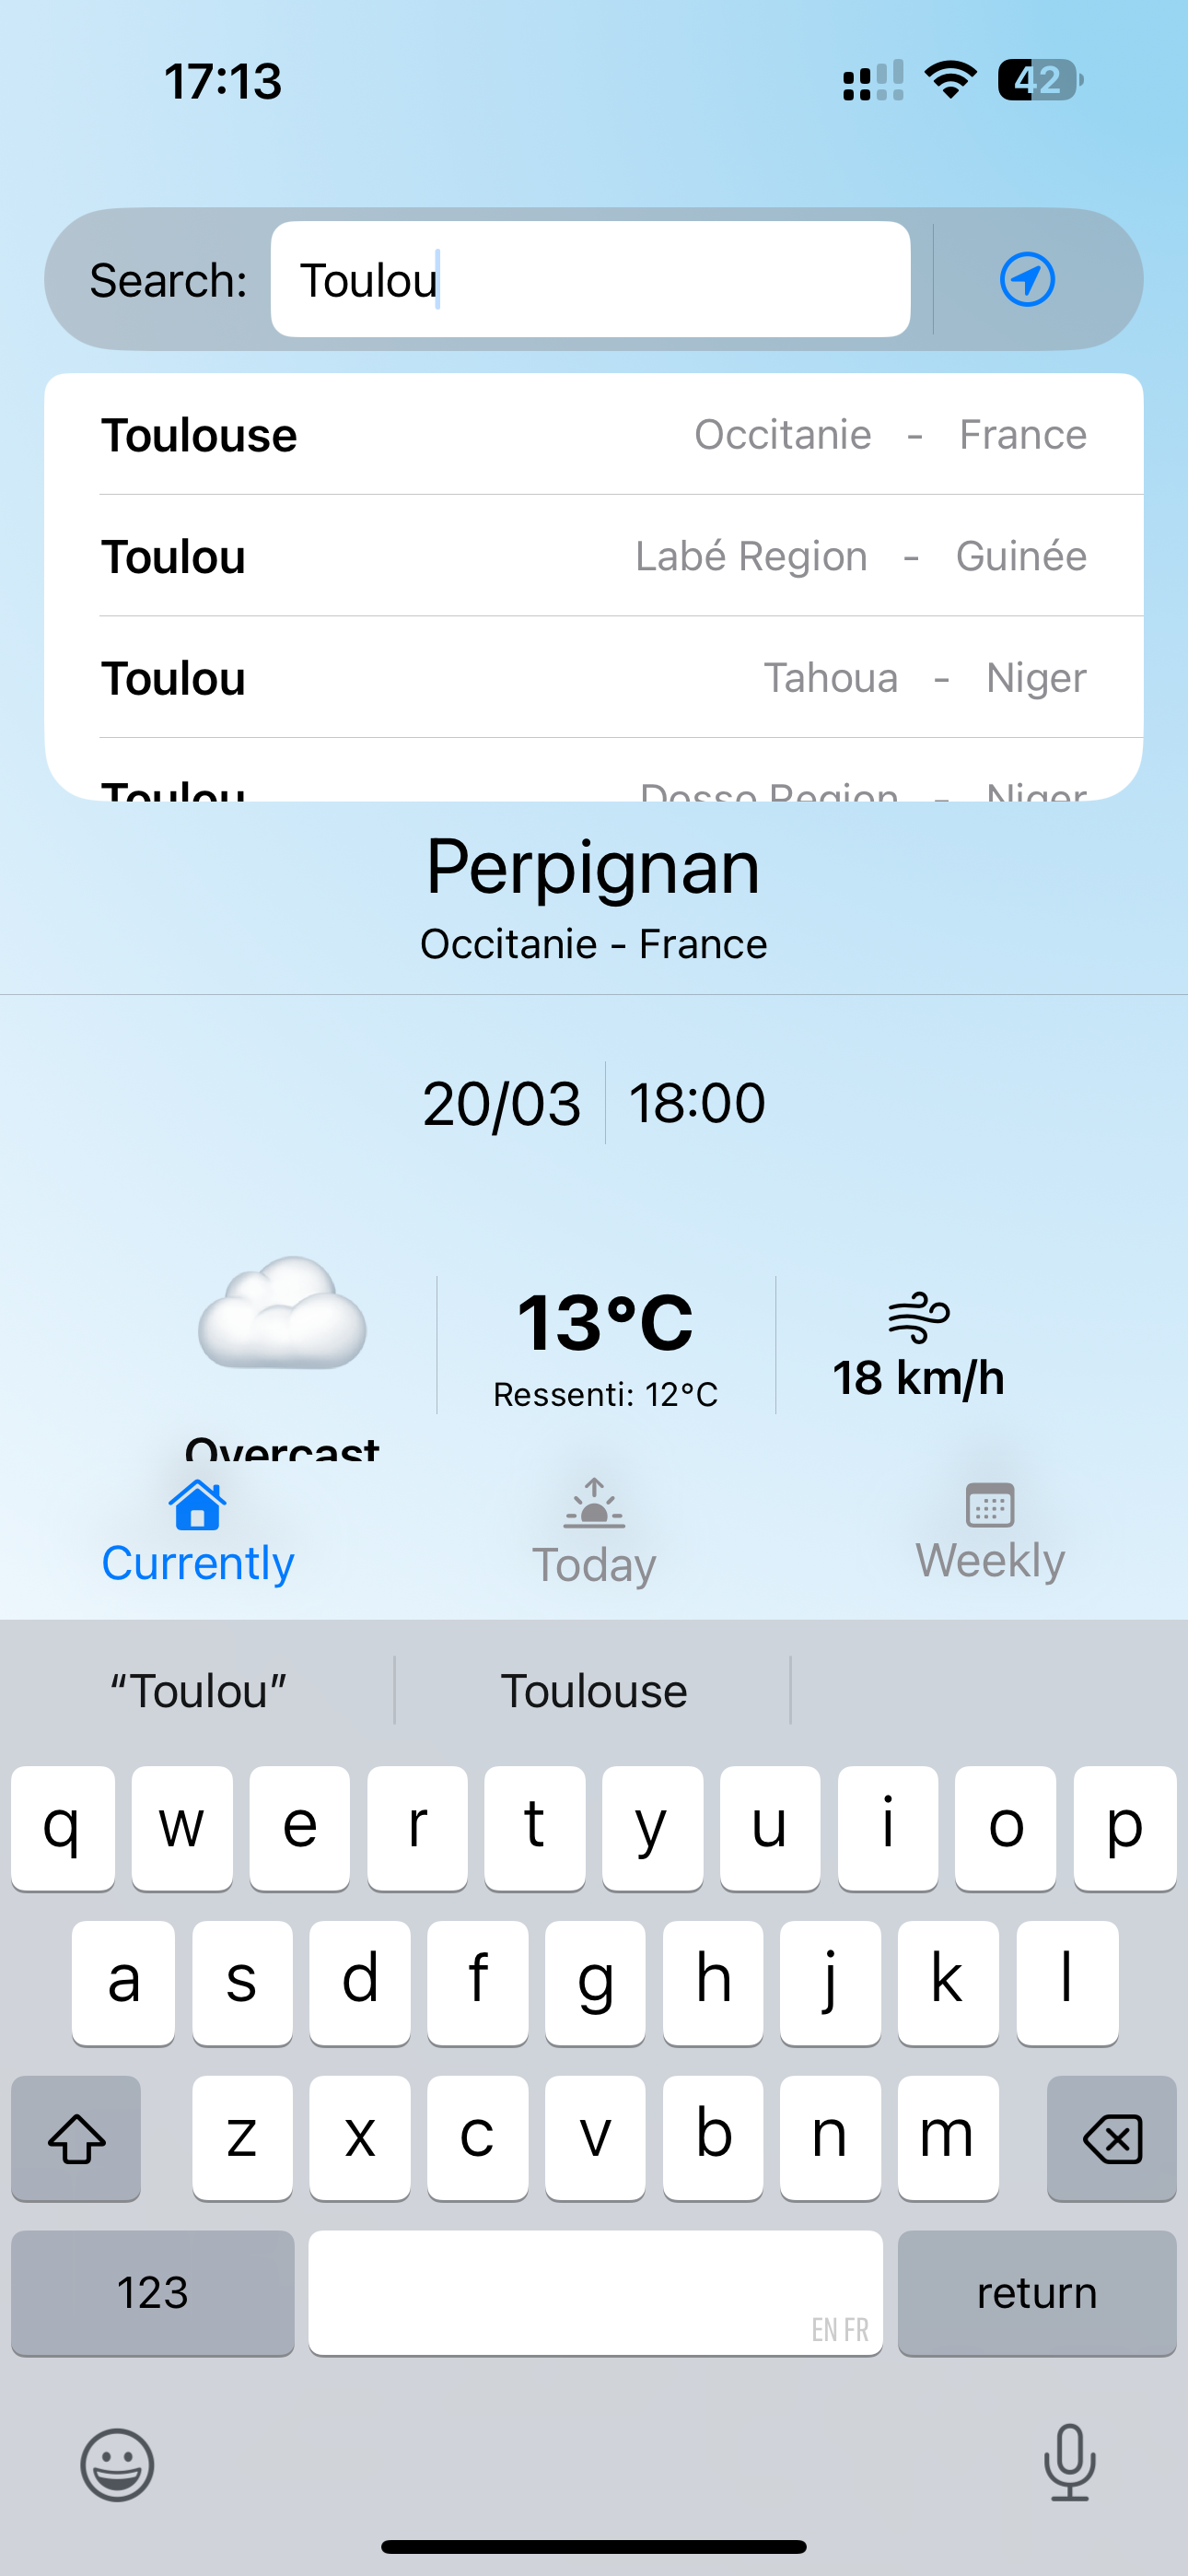 17:13
42
Search: Toulou
Toulouse Occitanie - France
Toulou Labé Region - Guinée
Toulou Tahoua - Niger
Toulou Dosso Region - Niger
Perpignan
Occitanie - France
20/03 18:00
13°C
Ressenti: 12°C
18 km/h
Overcast
Currently Today Weekly
“Toulou” Toulouse
q w e r t y u i o p
a s d f g h j k l
z x c v b n m
123 EN FR return